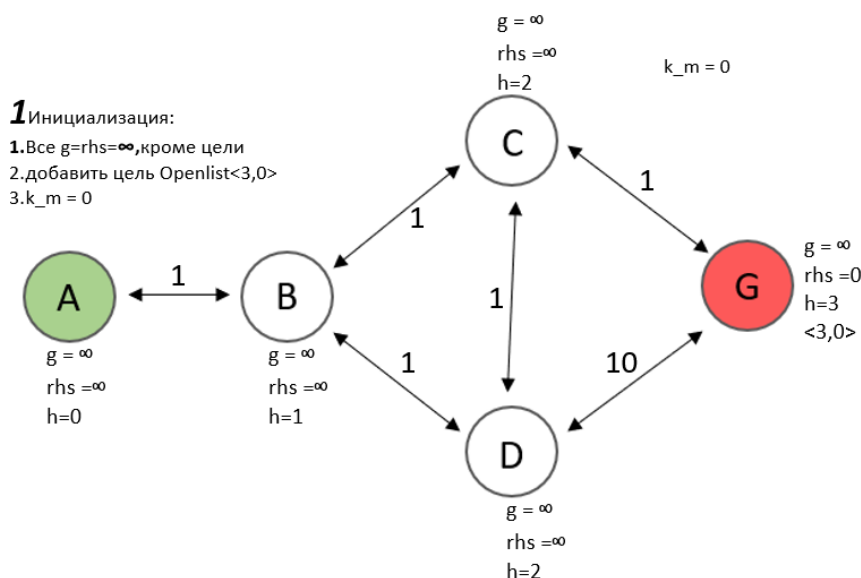 g = ∞
rhs =∞
h=2
k_m = 0
1Инициализация:
1.Все g=rhs=∞,кроме цели
2.добавить цель Openlist<3,0>
3.k_m = 0
C
1
1
A
1
B
1
G
g = ∞
rhs =0
h=3
<3,0>
g = ∞
rhs =∞
h=0
g = ∞
rhs =∞
h=1
1
10
D
g = ∞
rhs =∞
h=2